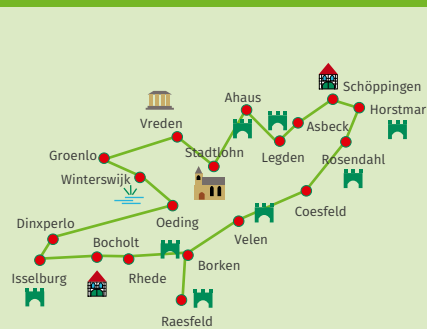 Ahaus
Schöppingen
Horstmar
Vreden
Asbeck
Groenlo
Stadtlohn
Legden
Rosendahl
Winterswijk
Coesfeld
Dinxperlo
Oeding
Velen
Bocholt
Borken
Isselburg
Rhede
Raesfeld